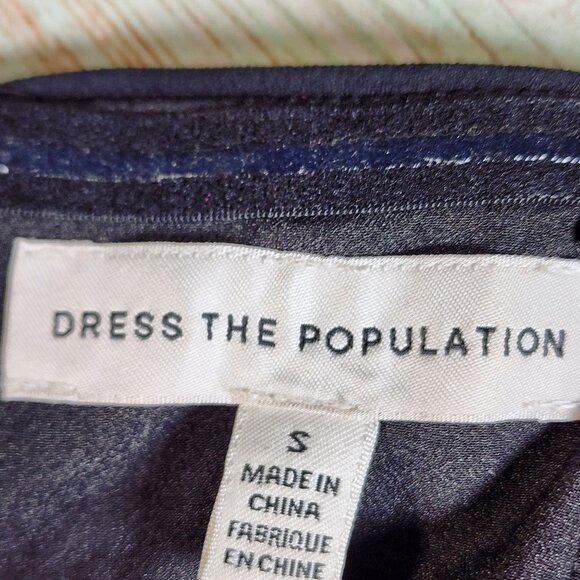 DRESS THE POPULATION
S
MADE IN
CHINA
FABRIQUE
EN CHINE